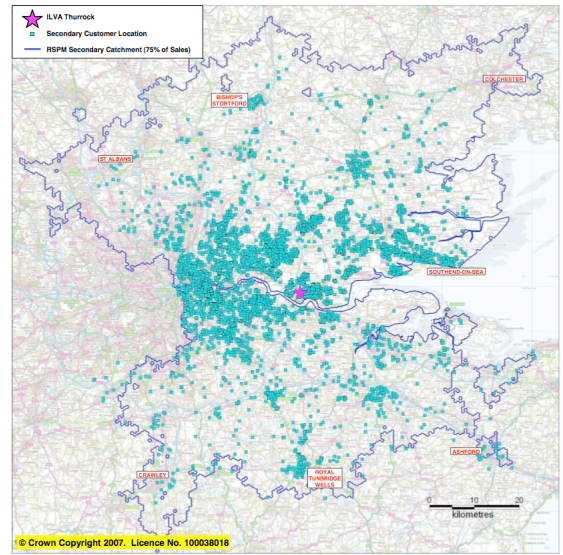 ILVA Thurrock
Secondary Customer Location
RSPM Secondary Catchment (75% of Sales)
COLCHESTER
BISHOP'S
STORTFORD
ST ALBANS
SOUTHEND-ON-SEA
ASHFORD
ROYAL
TUNBRIDGE
WELLS
CRAWLEY
0 10 20
kilometres
© Crown Copyright 2007. Licence No. 100038018